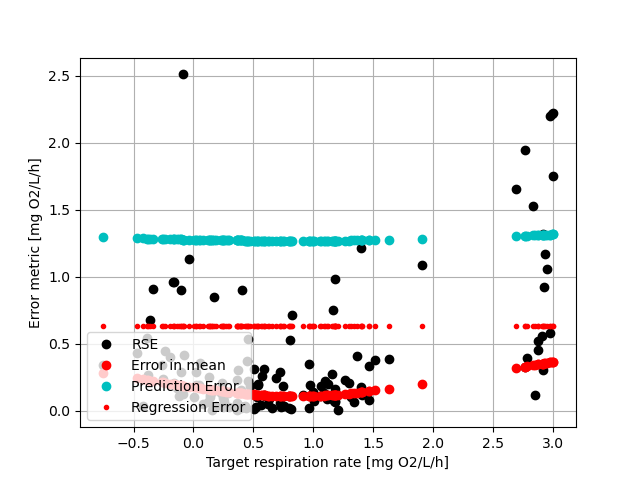 Error metric [mg O2/L/h]
2.5
2.0
1.5
1.0
0.5
0.0
RSE
Error in mean
Prediction Error
Regression Error
−0.5 0.0 0.5 1.0 1.5 2.0 2.5 3.0
Target respiration rate [mg O2/L/h]